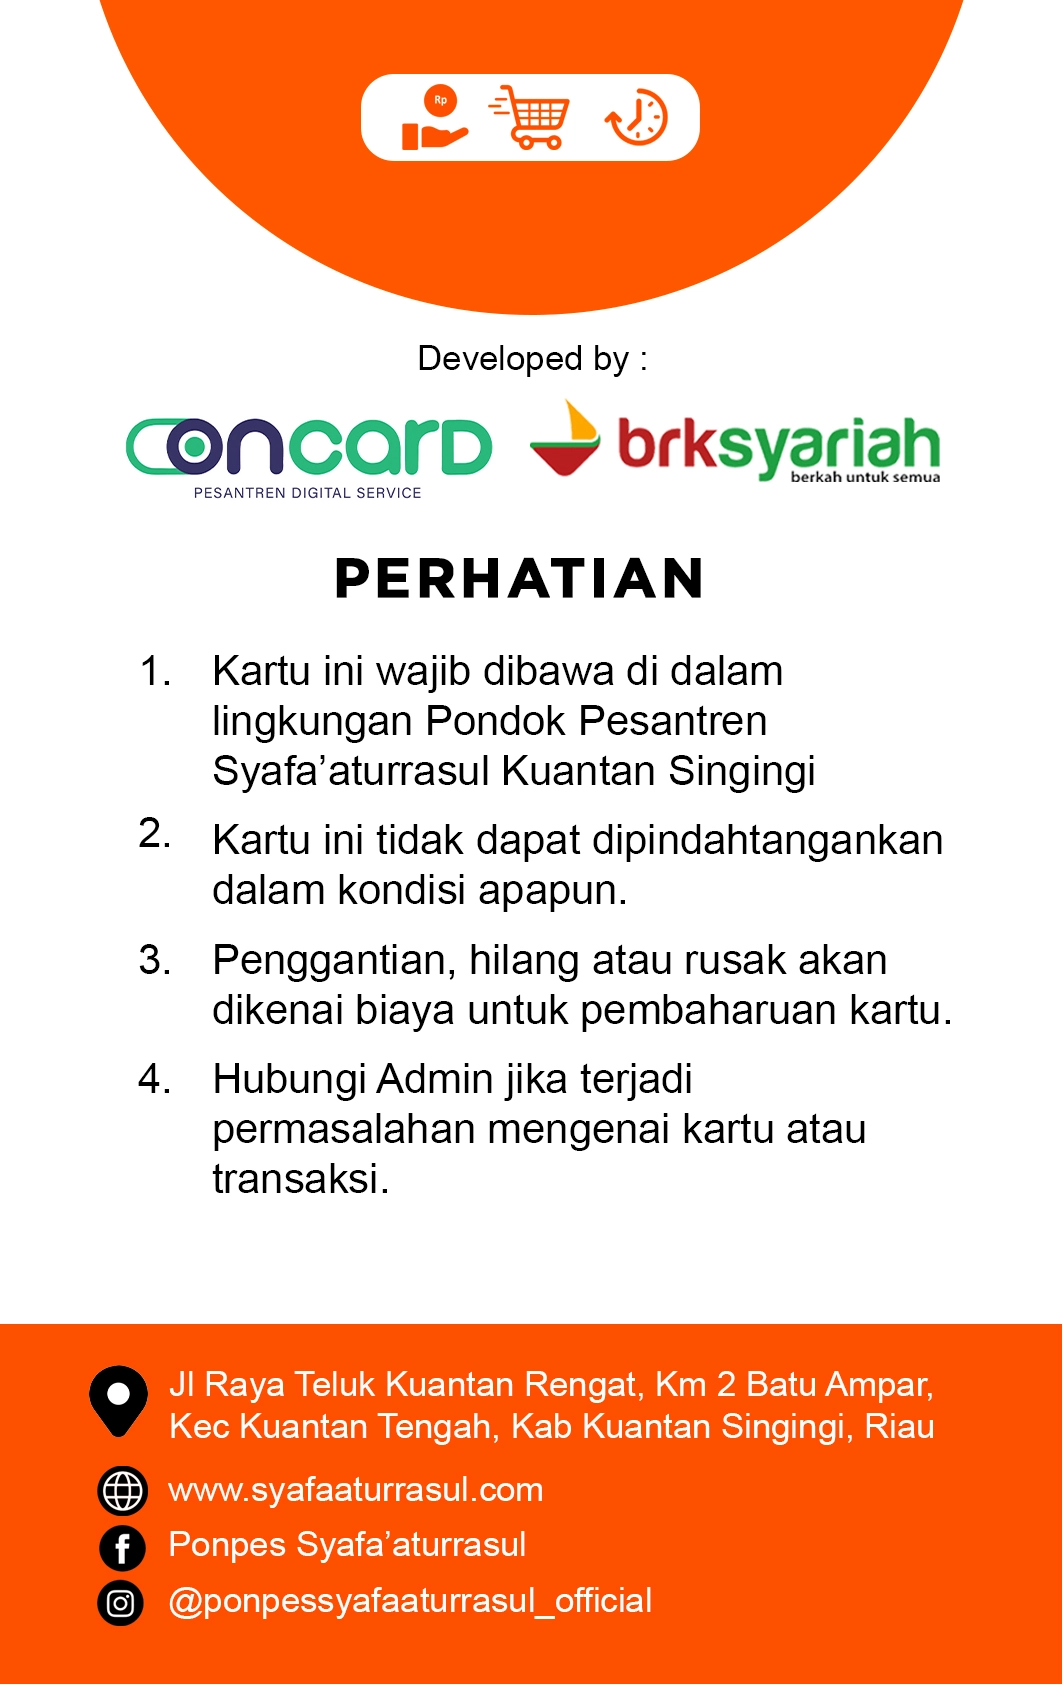 Rp
Developed by :
oncard
PESANTREN DIGITAL SERVICE
brksyariah
berkah untuk semua
PERHATIAN
1. Kartu ini wajib dibawa di dalam
lingkungan Pondok Pesantren
Syafa’aturrasul Kuantan Singingi
2. Kartu ini tidak dapat dipindahtangankan
dalam kondisi apapun.
3. Penggantian, hilang atau rusak akan
dikenai biaya untuk pembaharuan kartu.
4. Hubungi Admin jika terjadi
permasalahan mengenai kartu atau
transaksi.
Jl Raya Teluk Kuantan Rengat, Km 2 Batu Ampar,
Kec Kuantan Tengah, Kab Kuantan Singingi, Riau
www.syafaaturrasul.com
Ponpes Syafa’aturrasul
@ponpessyafaaturrasul_official